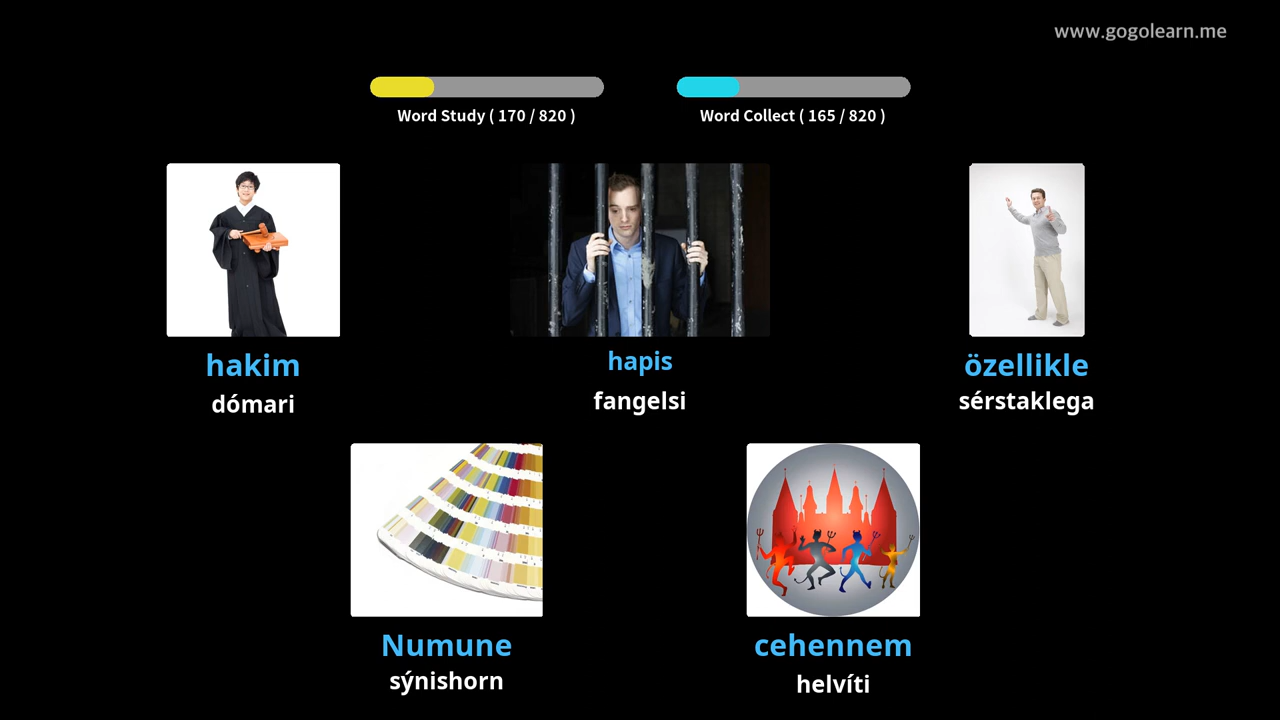 www.gogolearn.me
Word Study ( 170 / 820 )
Word Collect ( 165 / 820 )
hakim
dómari
hapis
fangelsi
özellikle
sérstaklega
Numune
sýnishorn
cehennem
helvíti